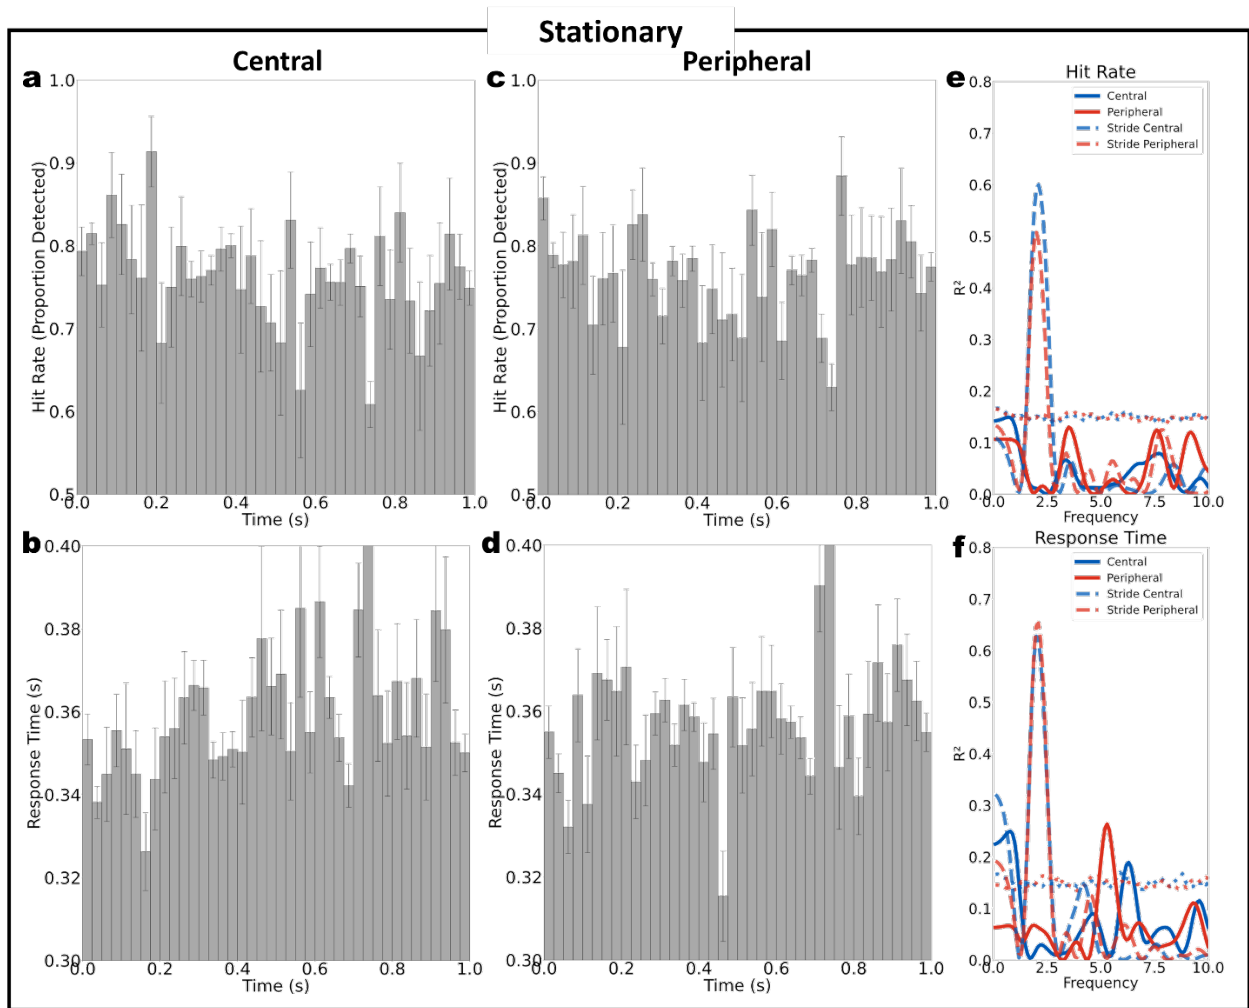 Stationary
Central
Peripheral
a
1.0
0.9
0.8
0.7
0.6
0.5
Hit Rate (Proportion Detected)
0.0 0.2 0.4 0.6 0.8 1.0
Time (s)
c
1.0
0.9
0.8
0.7
0.6
0.5
Hit Rate (Proportion Detected)
0.0 0.2 0.4 0.6 0.8 1.0
Time (s)
e
Hit Rate
0.8
0.7
0.6
0.5
0.4
0.3
0.2
0.1
0.0
R²
Central
Peripheral
Stride Central
Stride Peripheral
0.0 2.5 5.0 7.5 10.0
Frequency
b
0.40
0.38
0.36
0.34
0.32
0.30
Response Time (s)
0.0 0.2 0.4 0.6 0.8 1.0
Time (s)
d
0.40
0.38
0.36
0.34
0.32
0.30
Response Time (s)
0.0 0.2 0.4 0.6 0.8 1.0
Time (s)
f
Response Time
0.8
0.7
0.6
0.5
0.4
0.3
0.2
0.1
0.0
R²
Central
Peripheral
Stride Central
Stride Peripheral
0.0 2.5 5.0 7.5 10.0
Frequency